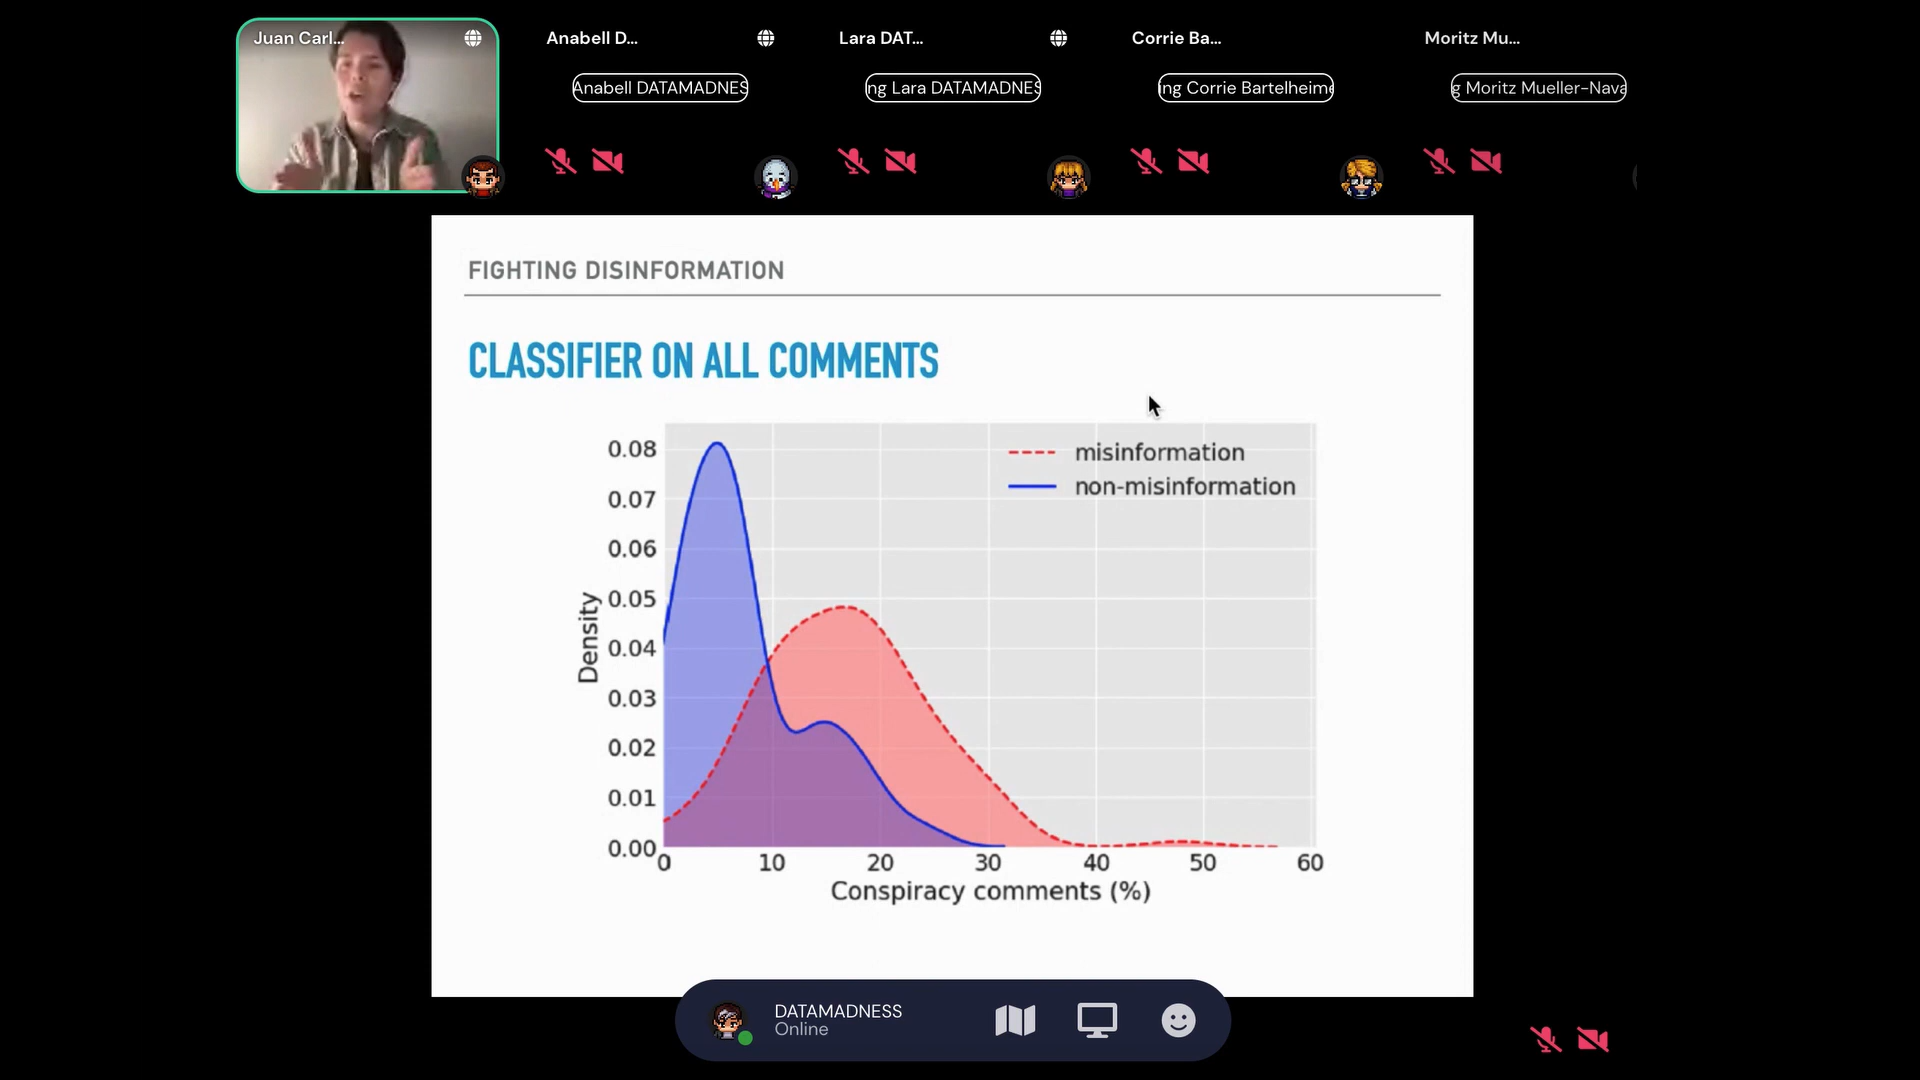 Juan Carl...
Anabell D...
Lara DAT...
Corrie Ba...
Moritz Mu...
Anabell DATAMADNES
ng Lara DATAMADNES
ing Corrie Bartelheime
g Moritz Mueller-Nava
FIGHTING DISINFORMATION
CLASSIFIER ON ALL COMMENTS
misinformation
non-misinformation
0.08
0.07
0.06
0.05
0.04
0.03
0.02
0.01
0.00
Density
0 10 20 30 40 50 60
Conspiracy comments (%)
DATAMADNESS
Online